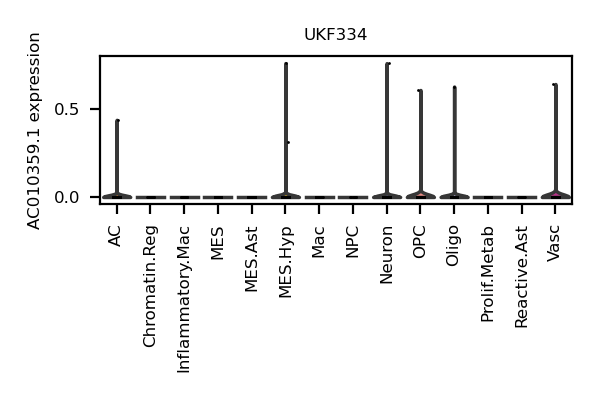 UKF334
AC010359.1 expression
0.5
0.0
AC
Chromatin.Reg
Inflammatory.Mac
MES
MES.Ast
MES.Hyp
Mac
NPC
Neuron
OPC
Oligo
Prolif.Metab
Reactive.Ast
Vasc